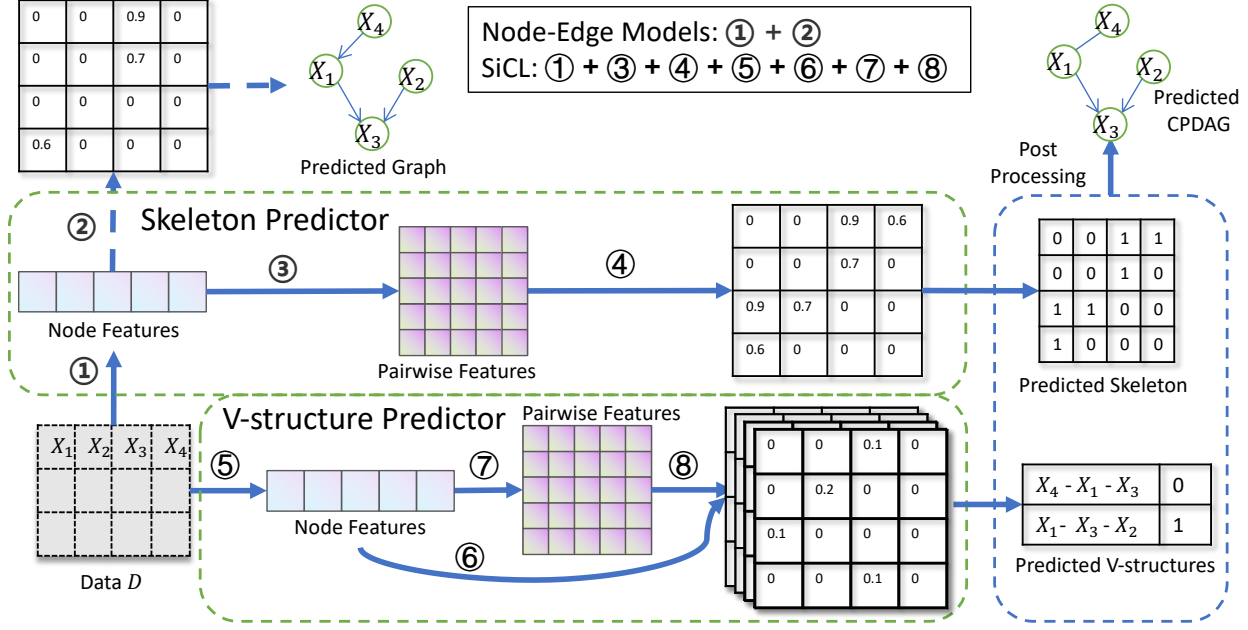 0 0 0.9 0
0 0 0.7 0
0 0 0 0
0.6 0 0 0
X₄
X₁
X₂
X₃
Predicted Graph
Node-Edge Models: ① + ②
SiCL: ① + ③ + ④ + ⑤ + ⑥ + ⑦ + ⑧
X₄
X₁
X₂
X₃
Predicted
CPDAG
Post
Processing
②
Skeleton Predictor
③
④
Node Features
Pairwise Features
0 0 0.9 0.6
0 0 0.7 0
0.9 0.7 0 0
0.6 0 0 0
0 0 1 1
0 0 1 0
1 1 0 0
1 0 0 0
Predicted Skeleton
①
X₁ X₂ X₃ X₄
Data D
V-structure Predictor
Pairwise Features
⑤
⑦
⑧
Node Features
⑥
0 0 0.1 0
0 0.2 0 0
0.1 0 0 0
0 0 0.1 0
X₄ - X₁ - X₃ 0
X₁- X₃ - X₂ 1
Predicted V-structures